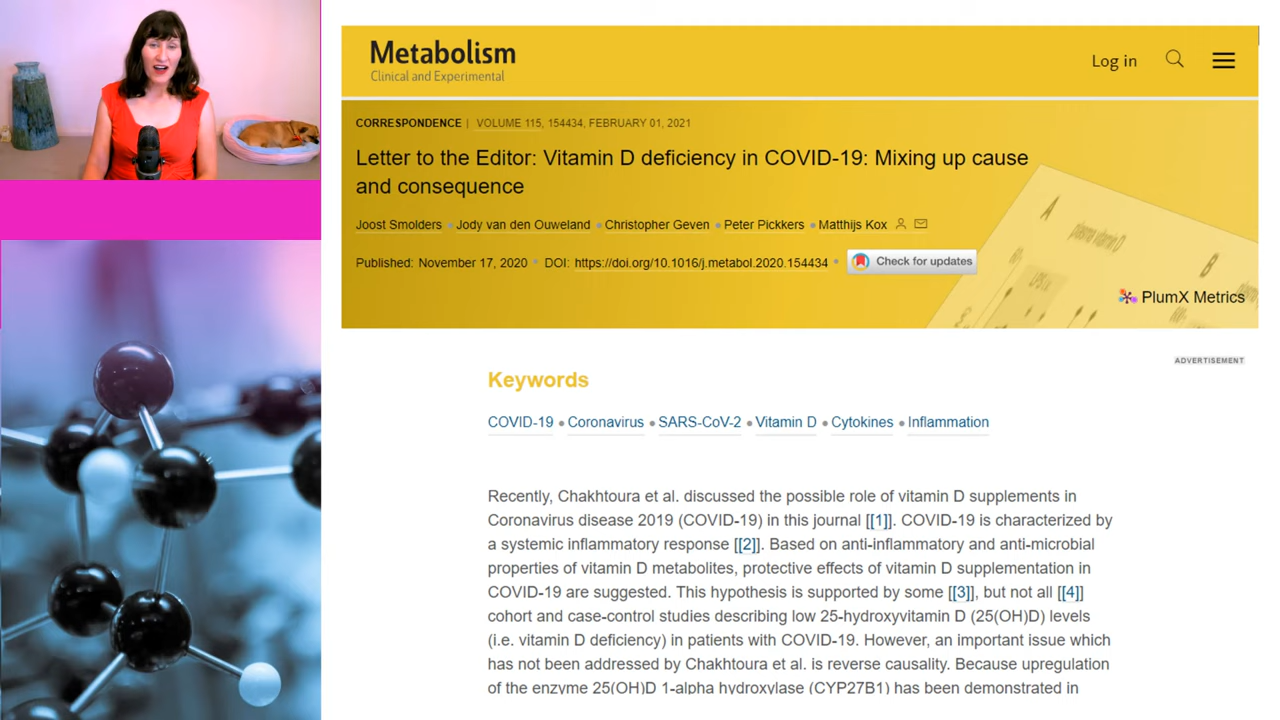 Metabolism
Clinical and Experimental
Log in
CORRESPONDENCE | VOLUME 115, 154434, FEBRUARY 01, 2021
Letter to the Editor: Vitamin D deficiency in COVID-19: Mixing up cause
and consequence
Joost Smolders • Jody van den Ouweland • Christopher Geven • Peter Pickkers • Matthijs Kox
Published: November 17, 2020 • DOI: https://doi.org/10.1016/j.metabol.2020.154434 • Check for updates
A
plasma vitamin D
B
PlumX Metrics
ADVERTISEMENT
Keywords
COVID-19 • Coronavirus • SARS-CoV-2 • Vitamin D • Cytokines • Inflammation
Recently, Chakhtoura et al. discussed the possible role of vitamin D supplements in
Coronavirus disease 2019 (COVID-19) in this journal [[1]]. COVID-19 is characterized by
a systemic inflammatory response [[2]]. Based on anti-inflammatory and anti-microbial
properties of vitamin D metabolites, protective effects of vitamin D supplementation in
COVID-19 are suggested. This hypothesis is supported by some [[3]], but not all [[4]]
cohort and case-control studies describing low 25-hydroxyvitamin D (25(OH)D) levels
(i.e. vitamin D deficiency) in patients with COVID-19. However, an important issue which
has not been addressed by Chakhtoura et al. is reverse causality. Because upregulation
of the enzyme 25(OH)D 1-alpha hydroxylase (CYP27B1) has been demonstrated in